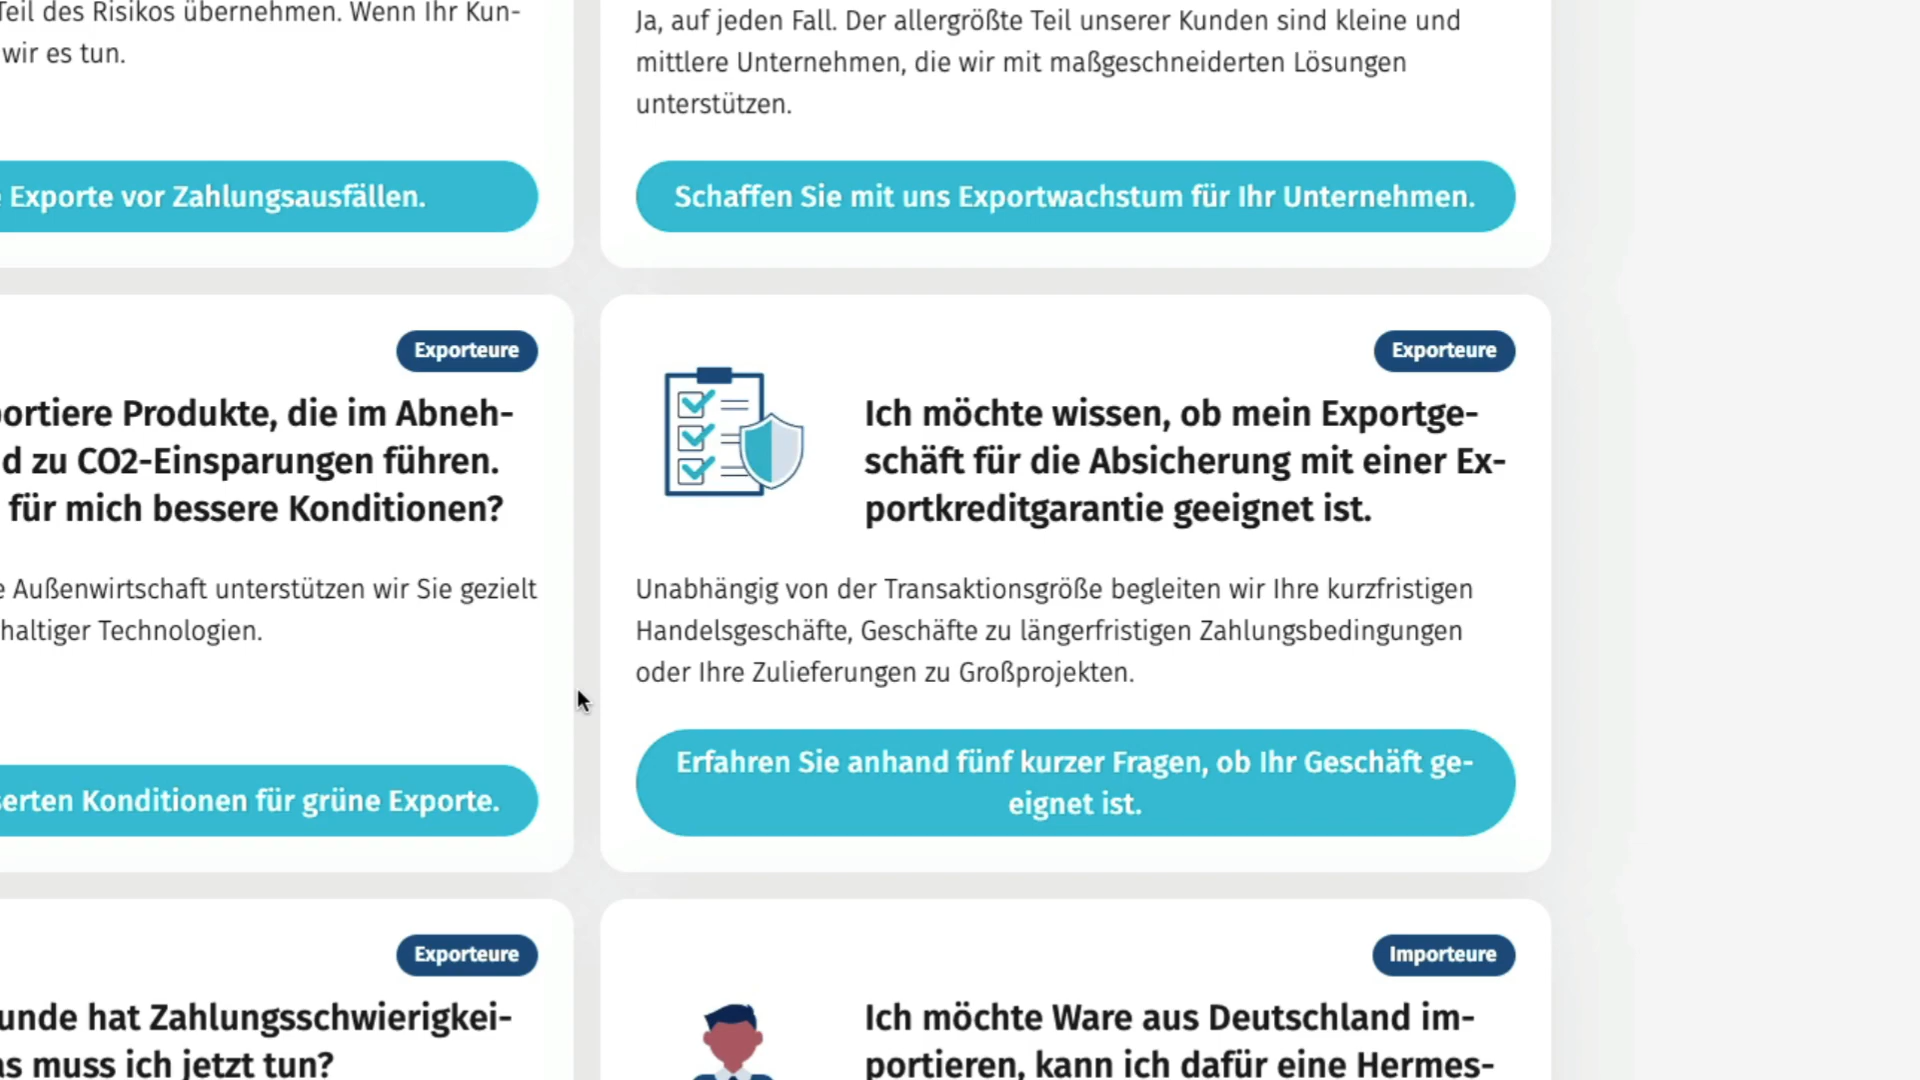 Teil des Risikos übernehmen. Wenn Ihr Kun-
wir es tun.
Exporte vor Zahlungsausfällen.
Ja, auf jeden Fall. Der allergrößte Teil unserer Kunden sind kleine und
mittlere Unternehmen, die wir mit maßgeschneiderten Lösungen
unterstützen.
Schaffen Sie mit uns Exportwachstum für Ihr Unternehmen.
Exporteure
portiere Produkte, die im Abneh-
d zu CO2-Einsparungen führen.
für mich bessere Konditionen?
e Außenwirtschaft unterstützen wir Sie gezielt
haltiger Technologien.
serten Konditionen für grüne Exporte.
Exporteure
Ich möchte wissen, ob mein Exportge-
schäft für die Absicherung mit einer Ex-
portkreditgarantie geeignet ist.
Unabhängig von der Transaktionsgröße begleiten wir Ihre kurzfristigen
Handelsgeschäfte, Geschäfte zu längerfristigen Zahlungsbedingungen
oder Ihre Zulieferungen zu Großprojekten.
Erfahren Sie anhand fünf kurzer Fragen, ob Ihr Geschäft ge-
eignet ist.
Exporteure
unde hat Zahlungsschwierigkei-
as muss ich jetzt tun?
Importeure
Ich möchte Ware aus Deutschland im-
portieren, kann ich dafür eine Hermes-